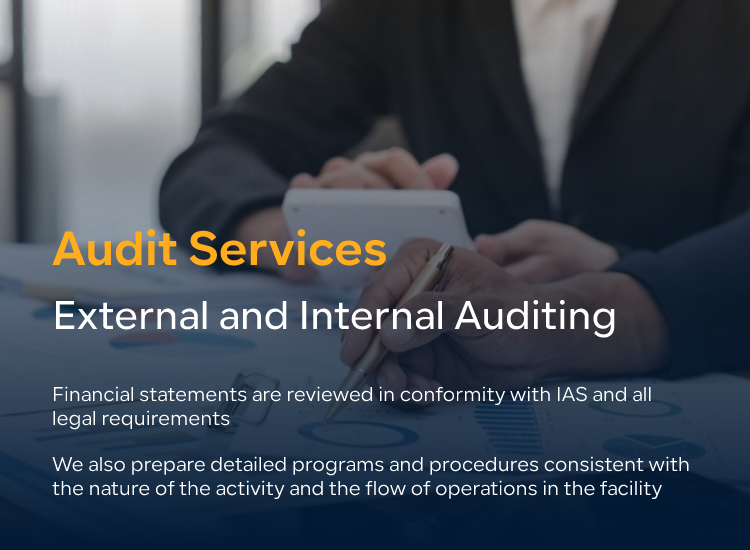 Audit Services
External and Internal Auditing
Financial statements are reviewed in conformity with IAS and all
legal requirements
We also prepare detailed programs and procedures consistent with
the nature of the activity and the flow of operations in the facility